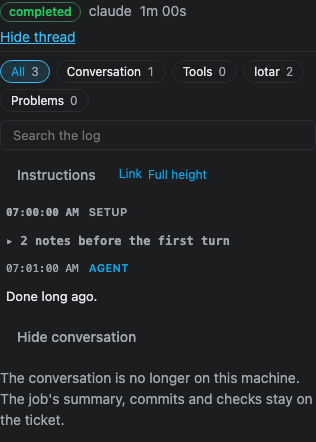 completed claude 1m 00s
Hide thread
All 3 Conversation 1 Tools 0 Iotar 2
Problems 0
Search the log
Instructions Link Full height
07:00:00 AM SETUP
▸ 2 notes before the first turn
07:01:00 AM AGENT
Done long ago.
Hide conversation
The conversation is no longer on this machine.
The job's summary, commits and checks stay on
the ticket.